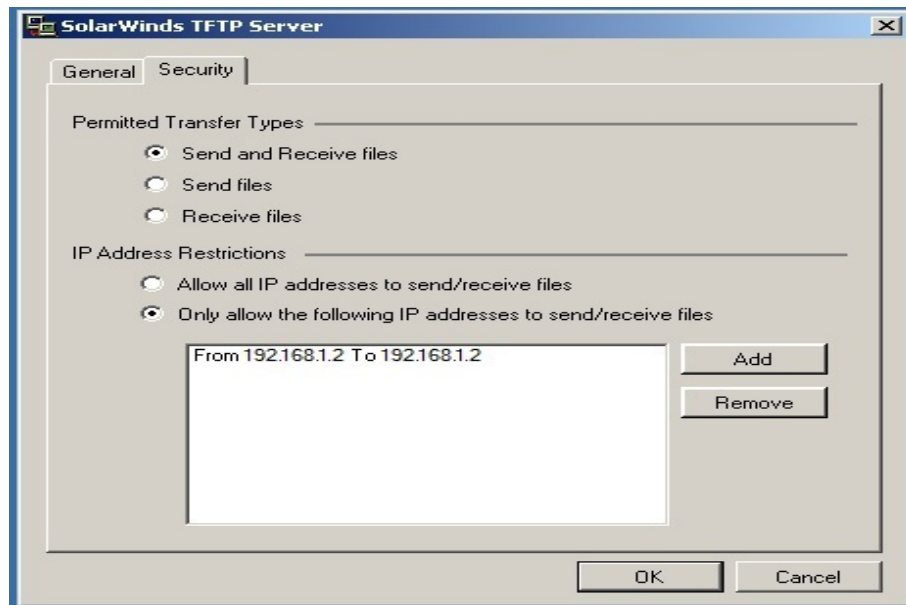 SolarWinds TFTP Server
General Security
Permitted Transfer Types
Send and Receive files
Send files
Receive files
IP Address Restrictions
Allow all IP addresses to send/receive files
Only allow the following IP addresses to send/receive files
From 192.168.1.2 To 192.168.1.2
Add
Remove
OK Cancel